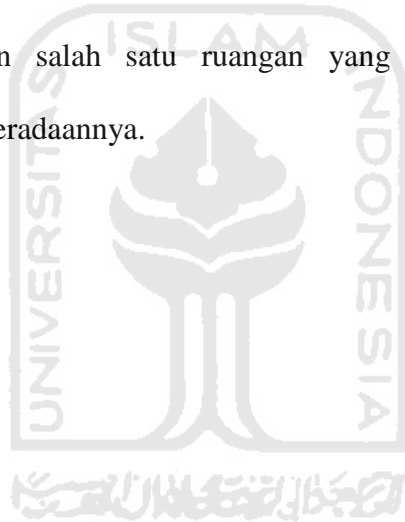 n salah satu ruangan yang
eradaannya.
ISLAM
UNIVERSITAS
INDONESIA